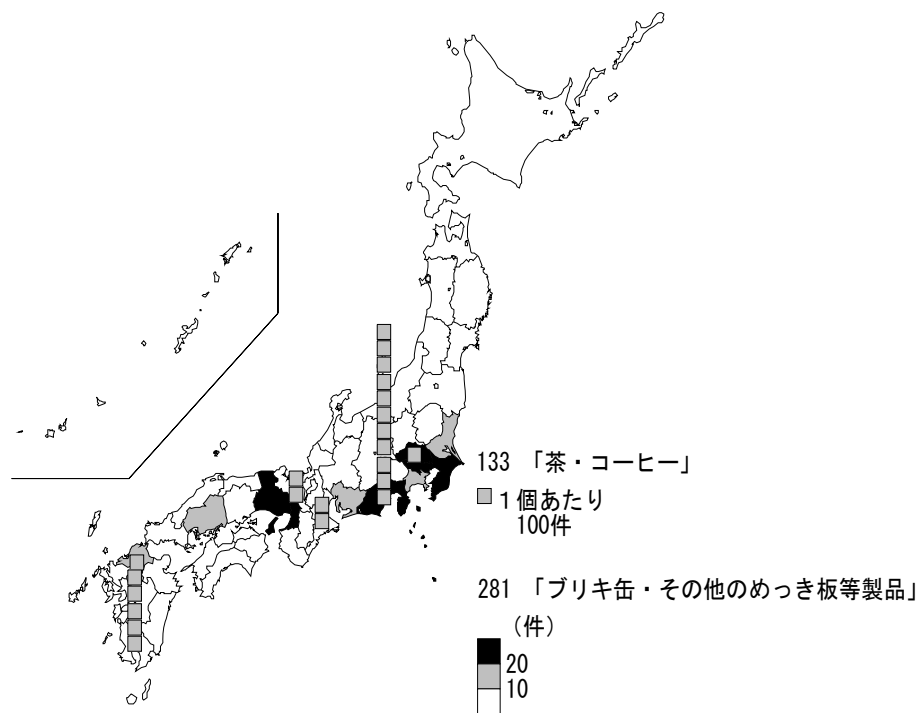 133 「茶・コーヒー」
１個あたり
100件
281 「ブリキ缶・その他のめっき板等製品」
（件）
20
10